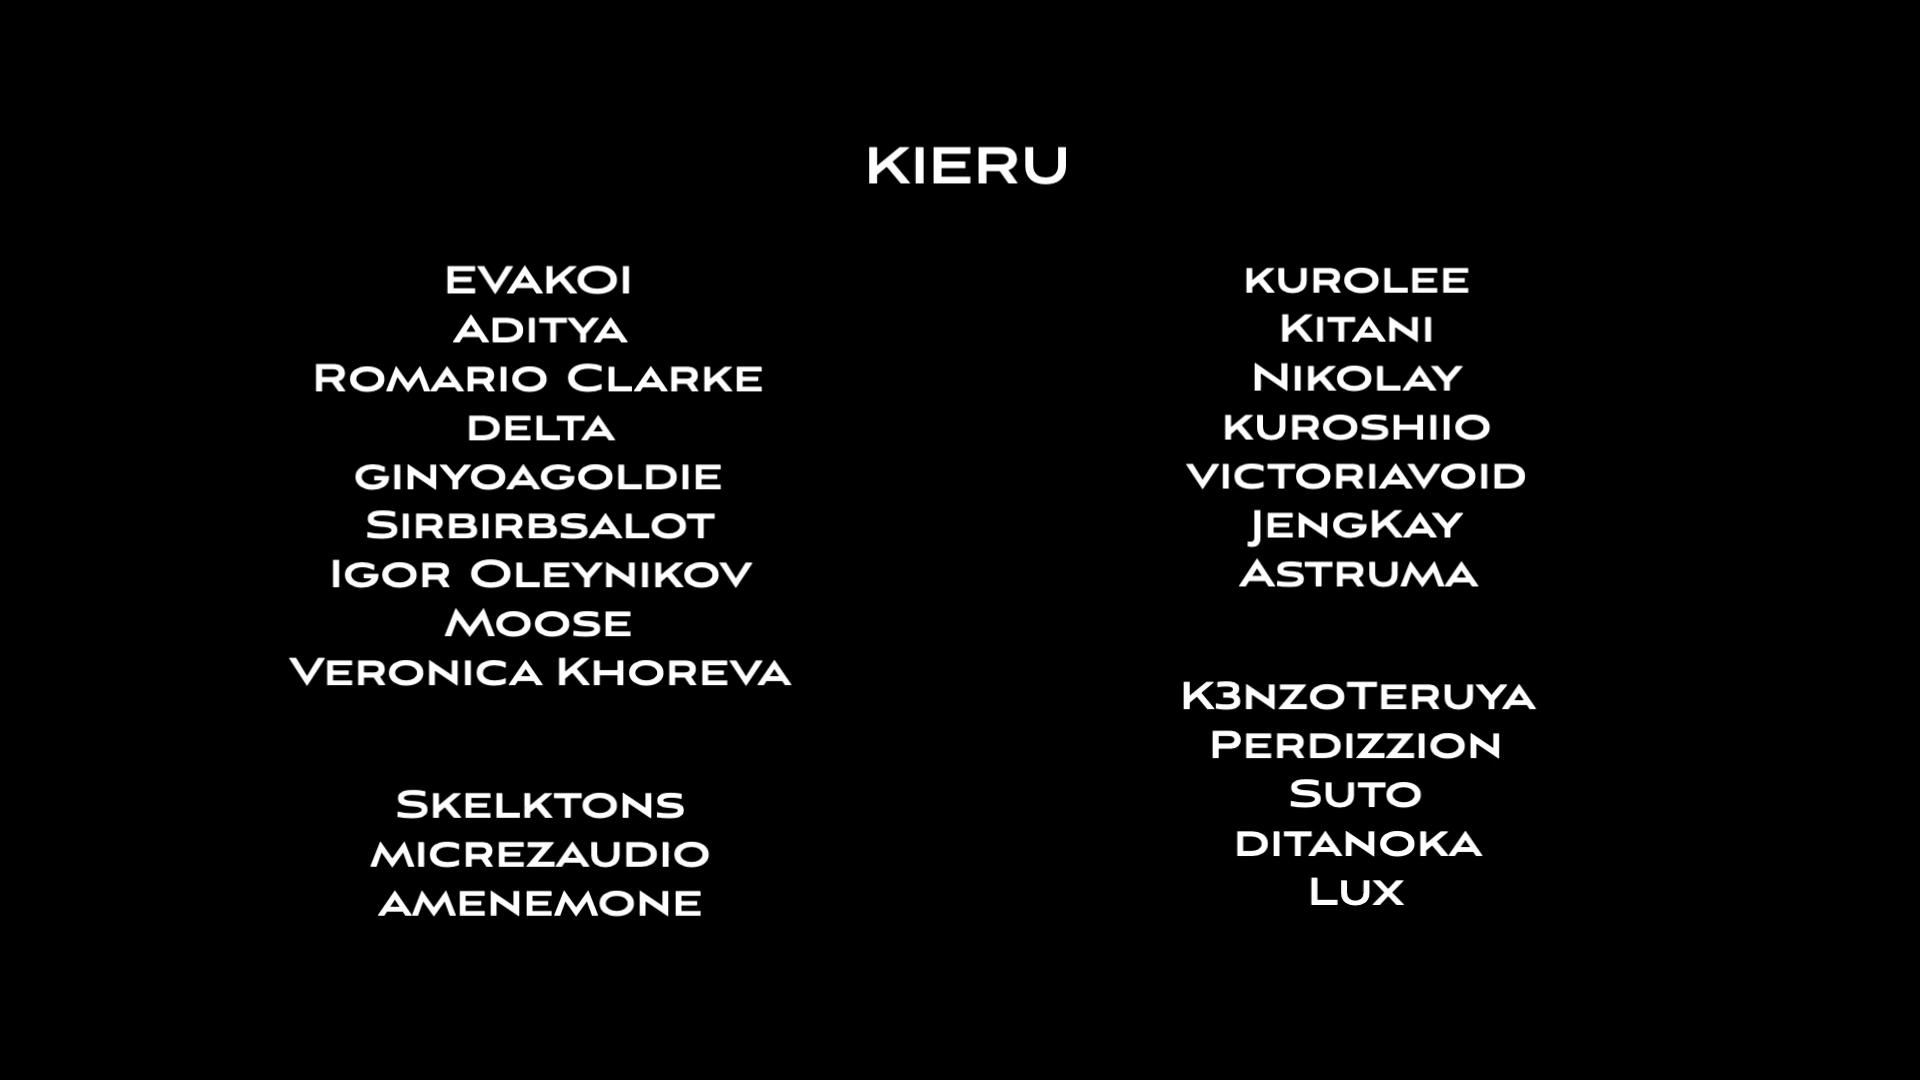 KIERU
EVAKOI
Aditya
Romario Clarke
delta
ginyoagoldie
Sirbirbsalot
Igor Oleynikov
Moose
Veronica Khoreva
Skelktons
micrezaudio
amenemone
kurolee
Kitani
Nikolay
kuroshiio
victoriavoid
JengKay
Astruma
K3nzoTeruya
Perdizzion
Suto
ditanoka
Lux